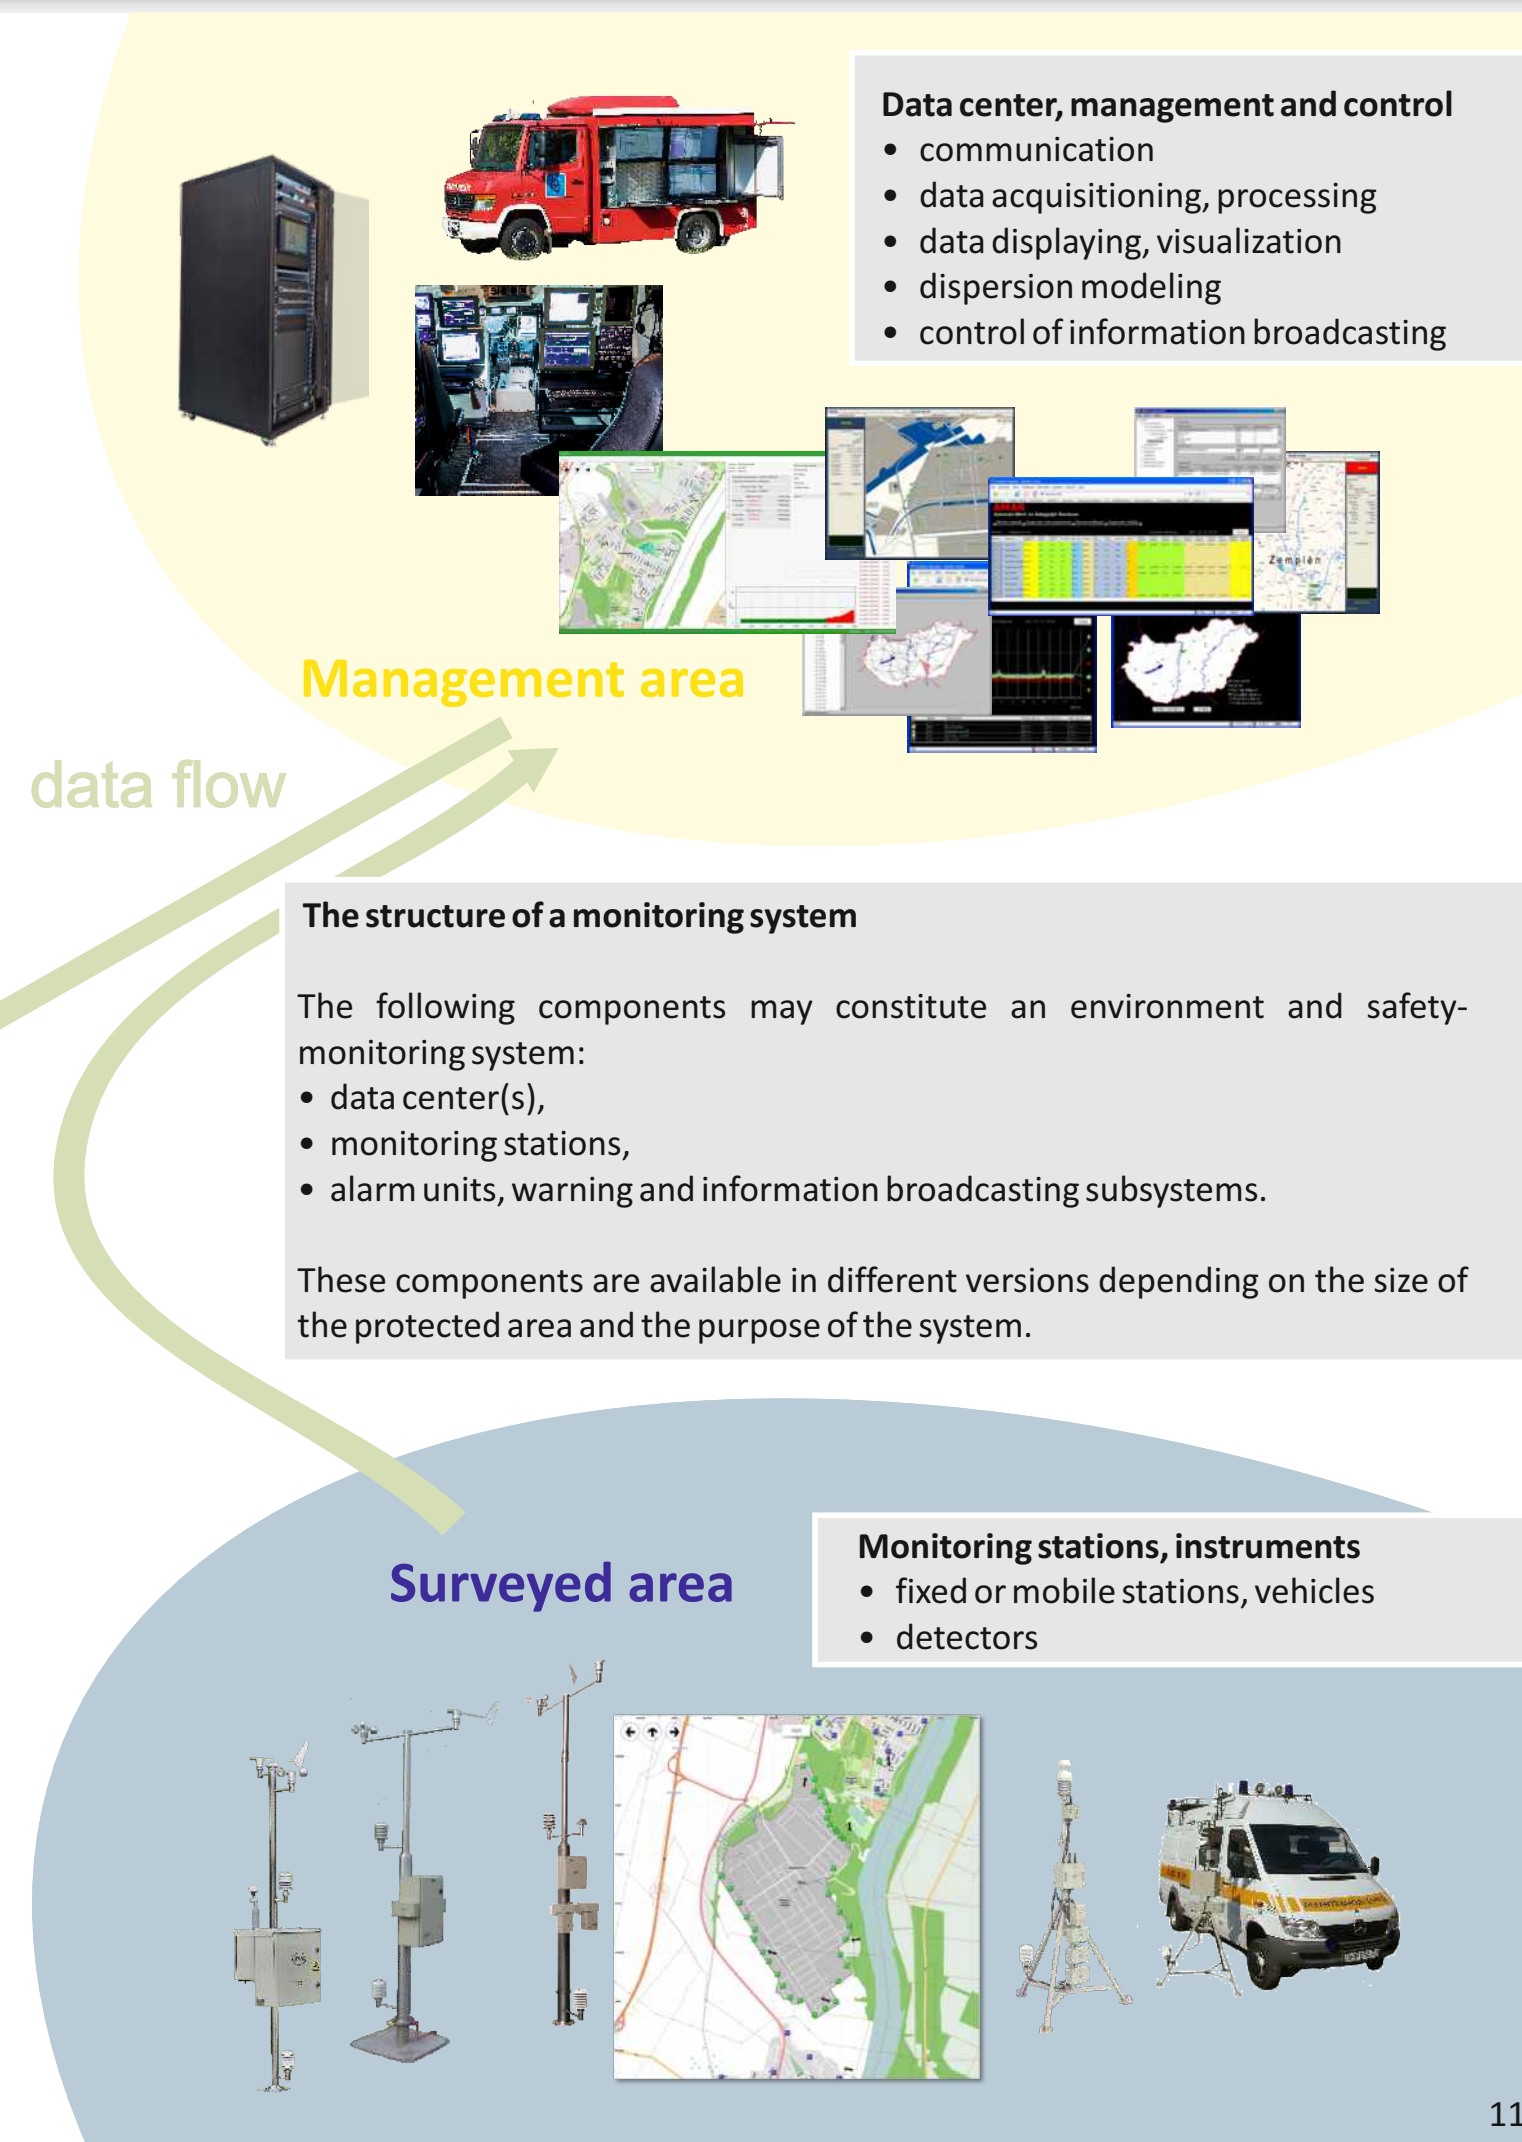 Data center, management and control
• communication
• data acquisitioning, processing
• data displaying, visualization
• dispersion modeling
• control of information broadcasting
AMAR
Zemplén
Management area
data flow
The structure of a monitoring system
The following components may constitute an environment and safety-
monitoring system:
• data center(s),
• monitoring stations,
• alarm units, warning and information broadcasting subsystems.
These components are available in different versions depending on the size of
the protected area and the purpose of the system.
Surveyed area
Monitoring stations, instruments
• fixed or mobile stations, vehicles
• detectors
11